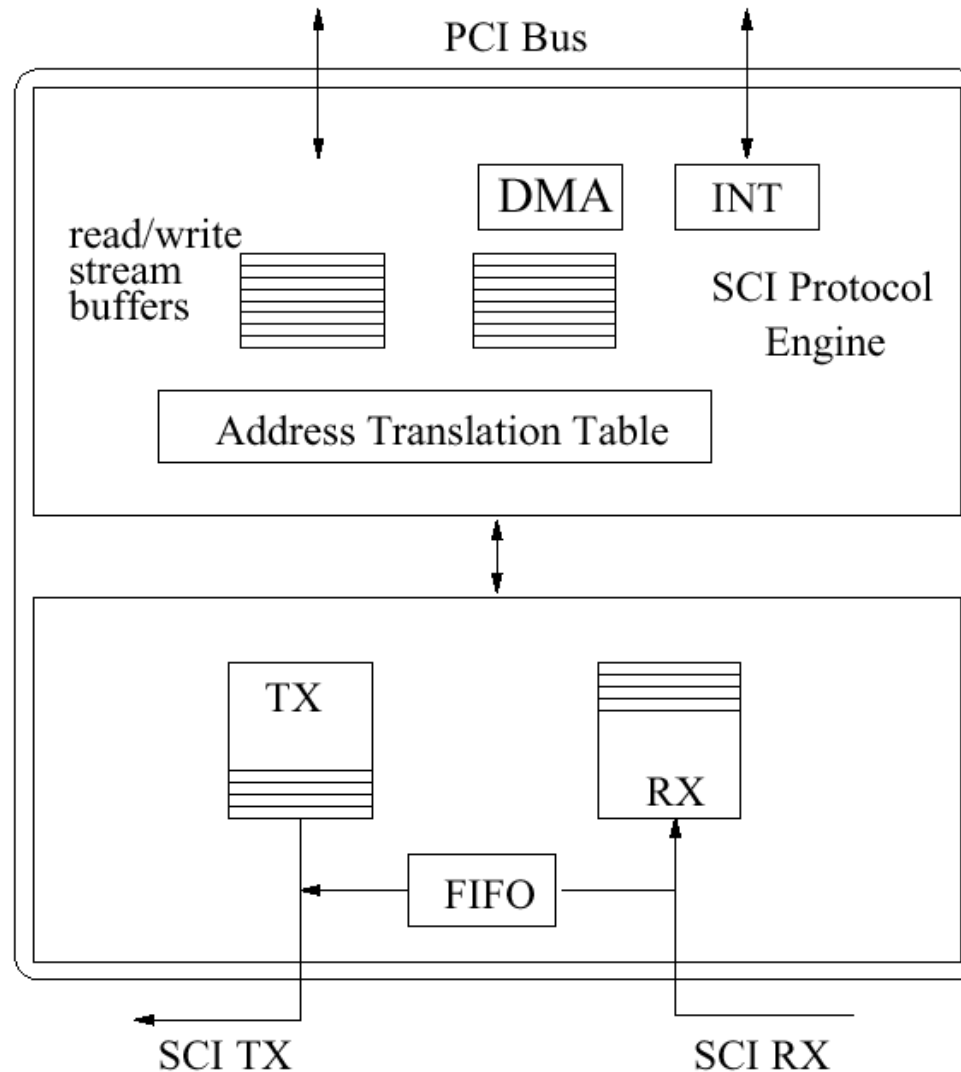 PCI Bus
DMA
INT
read/write
stream
buffers
SCI Protocol
Engine
Address Translation Table
TX
RX
FIFO
SCI TX
SCI RX